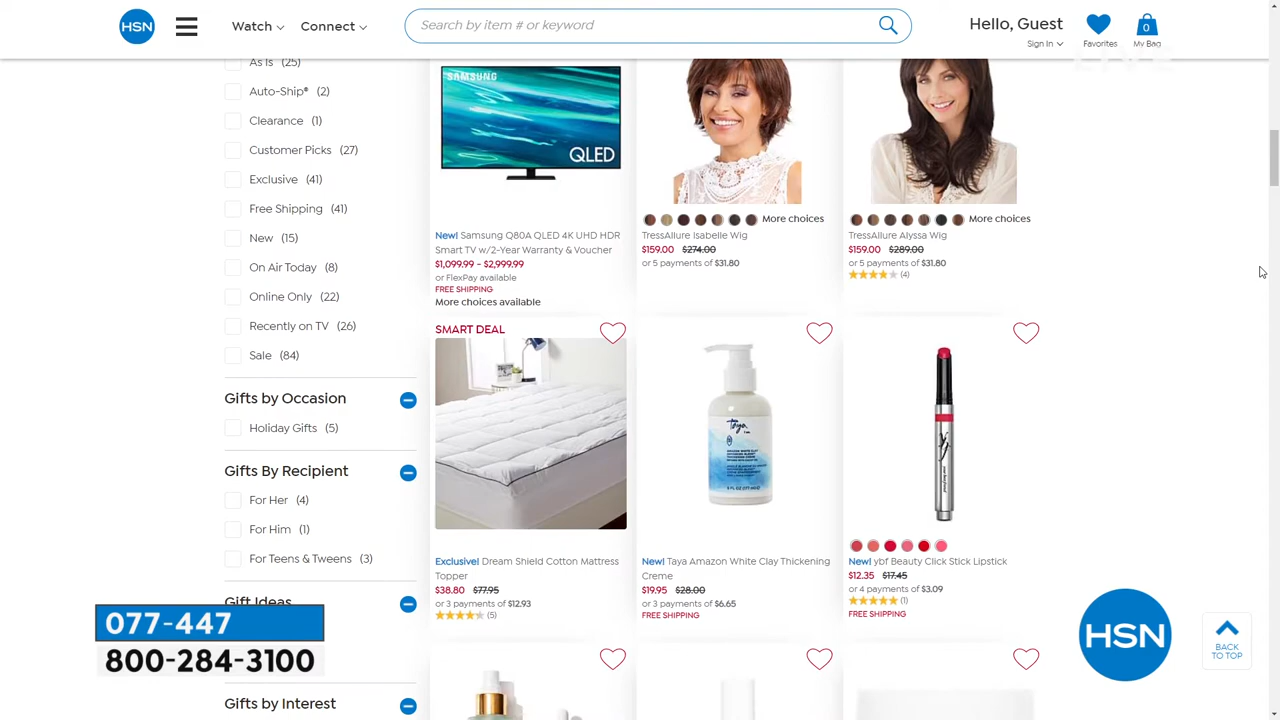 HSN
Watch
Connect
Search by item # or keyword
Hello, Guest
Sign In
Favorites
0
My Bag
As Is (25)
Auto-Ship® (2)
Clearance (1)
Customer Picks (27)
Exclusive (41)
Free Shipping (41)
New (15)
On Air Today (8)
Online Only (22)
Recently on TV (26)
Sale (84)
Gifts by Occasion
Holiday Gifts (5)
Gifts By Recipient
For Her (4)
For Him (1)
For Teens & Tweens (3)
Gift Ideas
Gifts by Interest
SAMSUNG
QLED
New! Samsung Q80A QLED 4K UHD HDR
Smart TV w/2-Year Warranty & Voucher
$1,099.99 - $2,999.99
or FlexPay available
FREE SHIPPING
More choices available
More choices
TressAllure Isabelle Wig
$159.00 $274.00
or 5 payments of $31.80
More choices
TressAllure Alyssa Wig
$159.00 $289.00
or 5 payments of $31.80
(4)
SMART DEAL
Exclusive! Dream Shield Cotton Mattress
Topper
$38.80 $77.95
or 3 payments of $12.93
(5)
Taya
New! Taya Amazon White Clay Thickening
Creme
$19.95 $28.00
or 3 payments of $6.65
FREE SHIPPING
New! ybf Beauty Click Stick Lipstick
$12.35 $17.45
or 4 payments of $3.09
(1)
FREE SHIPPING
077-447
800-284-3100
HSN
BACK
TO TOP